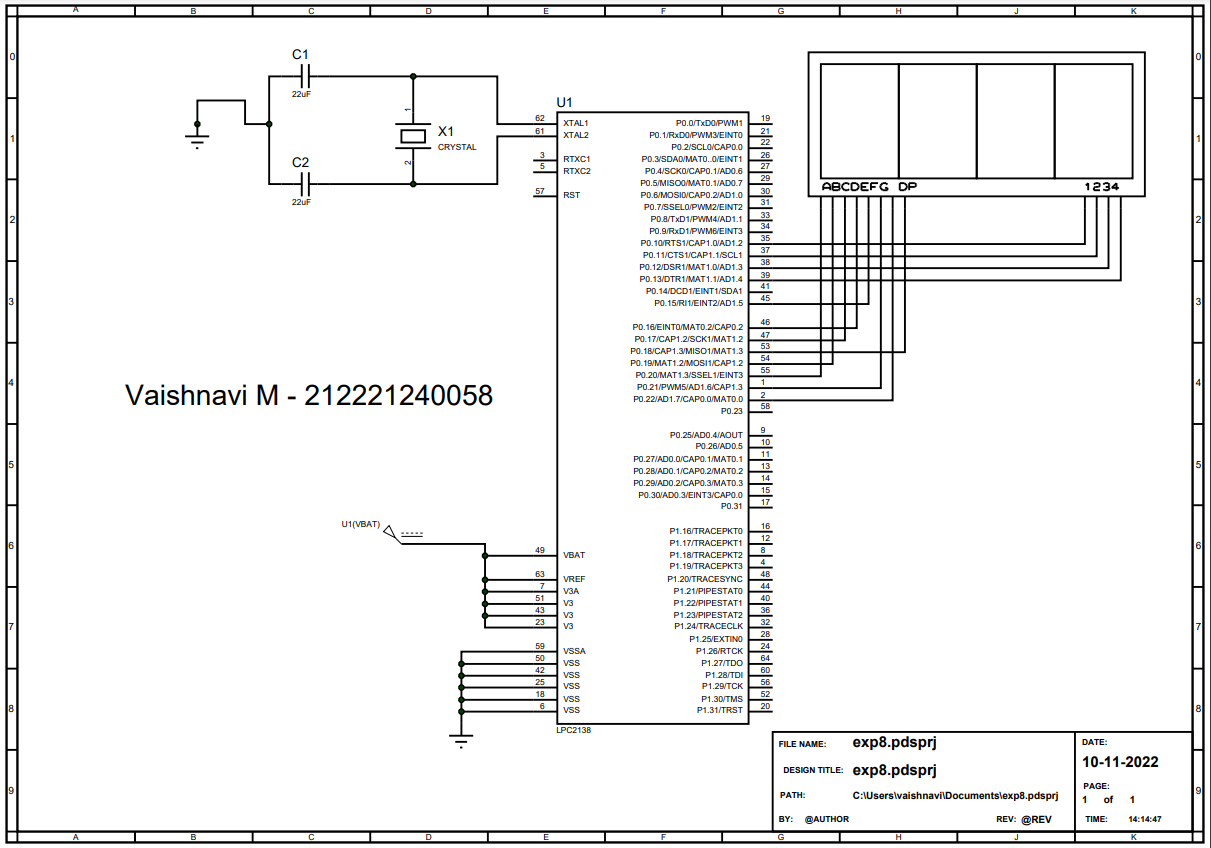 A B C D E F G H J K
0 0
C1
22uF
U1
1
X1
CRYSTAL
2
C2
22uF
1 1
2 2
3 3
4 4
5 5
6 6
7 7
8 8
9 9
62 XTAL1
61 XTAL2
3 RTXC1
5 RTXC2
57 RST
P0.0/TxD0/PWM1 19
P0.1/RxD0/PWM3/EINT0 21
P0.2/SCL0/CAP0.0 22
P0.3/SDA0/MAT0..0/EINT1 26
P0.4/SCK0/CAP0.1/AD0.6 27
P0.5/MISO0/MAT0.1/AD0.7 29
P0.6/MOSI0/CAP0.2/AD1.0 30
P0.7/SSEL0/PWM2/EINT2 31
P0.8/TxD1/PWM4/AD1.1 33
P0.9/RxD1/PWM6/EINT3 34
P0.10/RTS1/CAP1.0/AD1.2 35
P0.11/CTS1/CAP1.1/SCL1 37
P0.12/DSR1/MAT1.0/AD1.3 38
P0.13/DTR1/MAT1.1/AD1.4 39
P0.14/DCD1/EINT1/SDA1 41
P0.15/RI1/EINT2/AD1.5 45
P0.16/EINT0/MAT0.2/CAP0.2 46
P0.17/CAP1.2/SCK1/MAT1.2 47
P0.18/CAP1.3/MISO1/MAT1.3 53
P0.19/MAT1.2/MOSI1/CAP1.2 54
P0.20/MAT1.3/SSEL1/EINT3 55
P0.21/PWM5/AD1.6/CAP1.3 1
P0.22/AD1.7/CAP0.0/MAT0.0 2
P0.23 58
P0.25/AD0.4/AOUT 9
P0.26/AD0.5 10
P0.27/AD0.0/CAP0.1/MAT0.1 11
P0.28/AD0.1/CAP0.2/MAT0.2 13
P0.29/AD0.2/CAP0.3/MAT0.3 14
P0.30/AD0.3/EINT3/CAP0.0 15
P0.31 17
P1.16/TRACEPKT0 16
P1.17/TRACEPKT1 12
P1.18/TRACEPKT2 8
P1.19/TRACEPKT3 4
P1.20/TRACESYNC 48
P1.21/PIPESTAT0 44
P1.22/PIPESTAT1 40
P1.23/PIPESTAT2 36
P1.24/TRACECLK 32
P1.25/EXTIN0 28
P1.26/RTCK 24
P1.27/TDO 64
P1.28/TDI 60
P1.29/TCK 56
P1.30/TMS 52
P1.31/TRST 20
ABCDEFG DP 1234
Vaishnavi M - 212221240058
U1(VBAT)
49 VBAT
63 VREF
7 V3A
51 V3
43 V3
23 V3
59 VSSA
50 VSS
42 VSS
25 VSS
18 VSS
6 VSS
LPC2138
FILE NAME: exp8.pdsprj
DESIGN TITLE: exp8.pdsprj
PATH: C:\Users\vaishnavi\Documents\exp8.pdsprj
BY: @AUTHOR REV: @REV
DATE:
10-11-2022
PAGE:
1 of 1
TIME: 14:14:47
A B C D E F G H J K